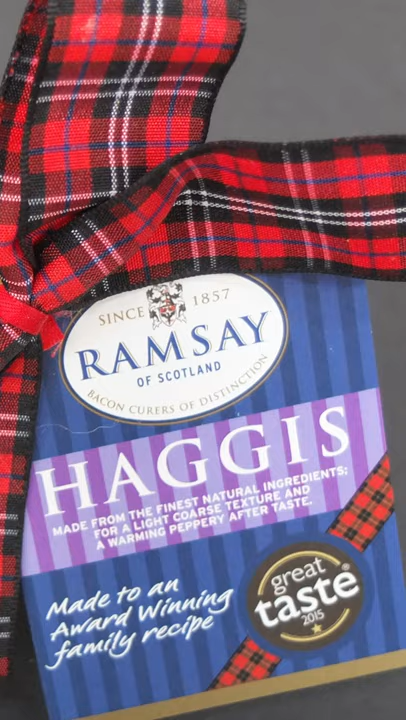 SINCE 1857
RAMSAY
OF SCOTLAND
BACON CURERS OF DISTINCTION
HAGGIS
MADE FROM THE FINEST NATURAL INGREDIENTS;
FOR A LIGHT COARSE TEXTURE AND
A WARMING PEPPERY AFTER TASTE.
Made to an
Award Winning
family recipe
great
taste®
2015